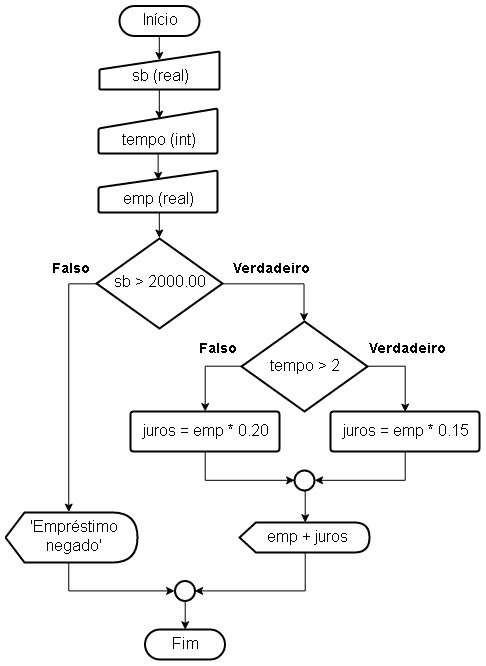 Início
sb (real)
tempo (int)
emp (real)
Falso
Verdadeiro
sb > 2000.00
Falso
Verdadeiro
tempo > 2
juros = emp * 0.20
juros = emp * 0.15
'Empréstimo
negado'
emp + juros
Fim